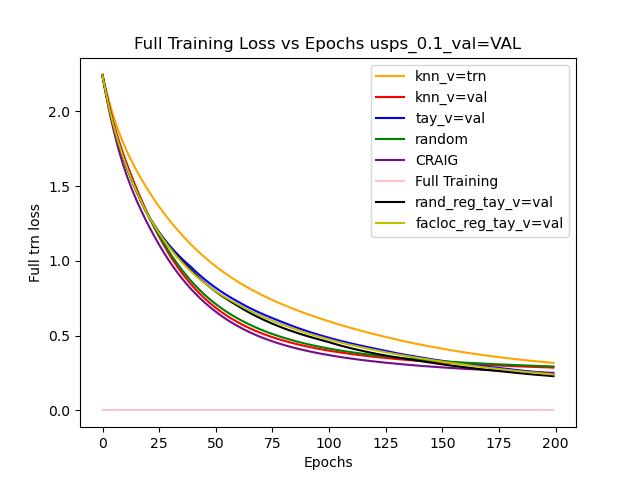 Full Training Loss vs Epochs usps_0.1_val=VAL
knn_v=trn
knn_v=val
tay_v=val
random
CRAIG
Full Training
rand_reg_tay_v=val
facloc_reg_tay_v=val
Full trn loss
2.0
1.5
1.0
0.5
0.0
0 25 50 75 100 125 150 175 200
Epochs